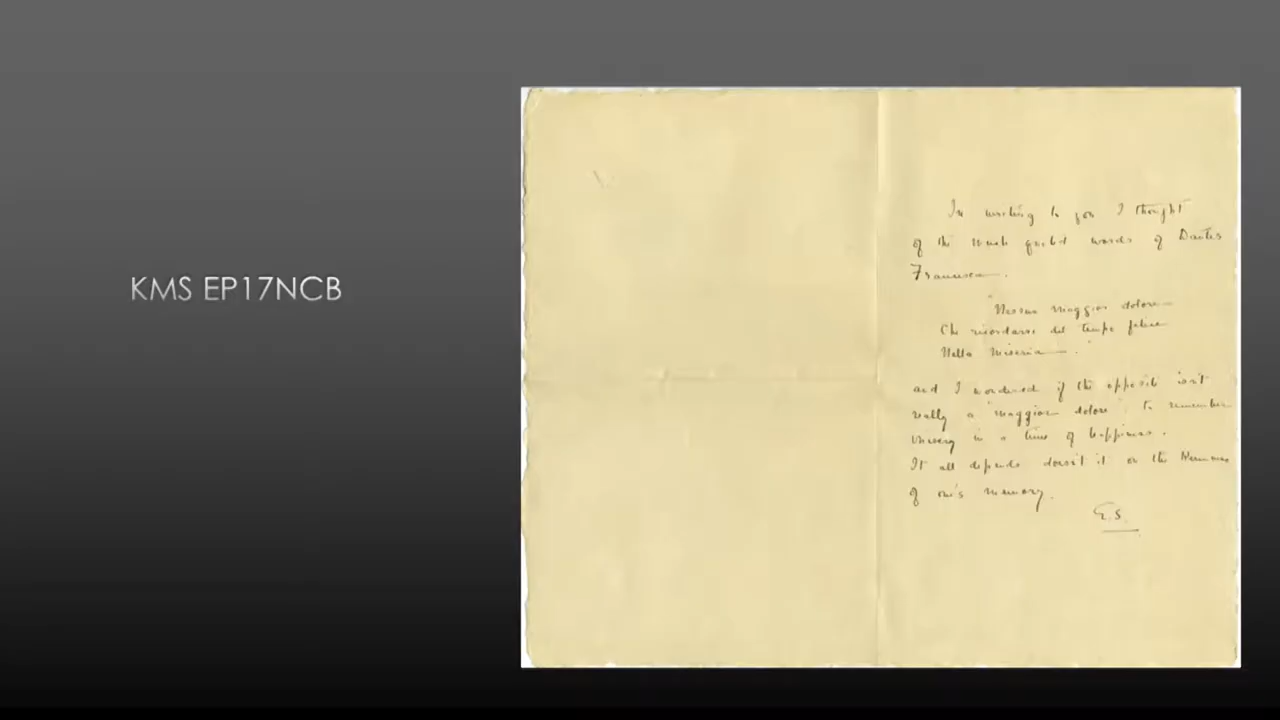 KMS EP17NCB
In writing to you I thought
of the much quoted words of Dantes
Francesca.
"Nessun maggior dolore
Che ricordarsi del tempo felice
Nella miseria."
and I wondered if the opposite isn't
really a "maggior dolore", to remember
misery in a time of happiness.
It all depends doesn't it on the
of one's memory.
E.S.